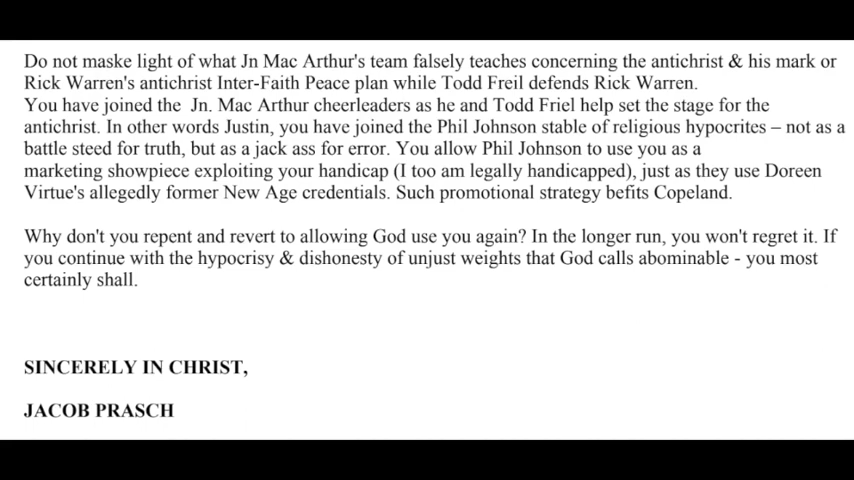 Do not maske light of what Jn Mac Arthur's team falsely teaches concerning the antichrist & his mark or
Rick Warren's antichrist Inter-Faith Peace plan while Todd Freil defends Rick Warren.
You have joined the  Jn. Mac Arthur cheerleaders as he and Todd Friel help set the stage for the
antichrist. In other words Justin, you have joined the Phil Johnson stable of religious hypocrites – not as a
battle steed for truth, but as a jack ass for error. You allow Phil Johnson to use you as a
marketing showpiece exploiting your handicap (I too am legally handicapped), just as they use Doreen
Virtue's allegedly former New Age credentials. Such promotional strategy befits Copeland.
Why don't you repent and revert to allowing God use you again? In the longer run, you won't regret it. If
you continue with the hypocrisy & dishonesty of unjust weights that God calls abominable - you most
certainly shall.
SINCERELY IN CHRIST,
JACOB PRASCH